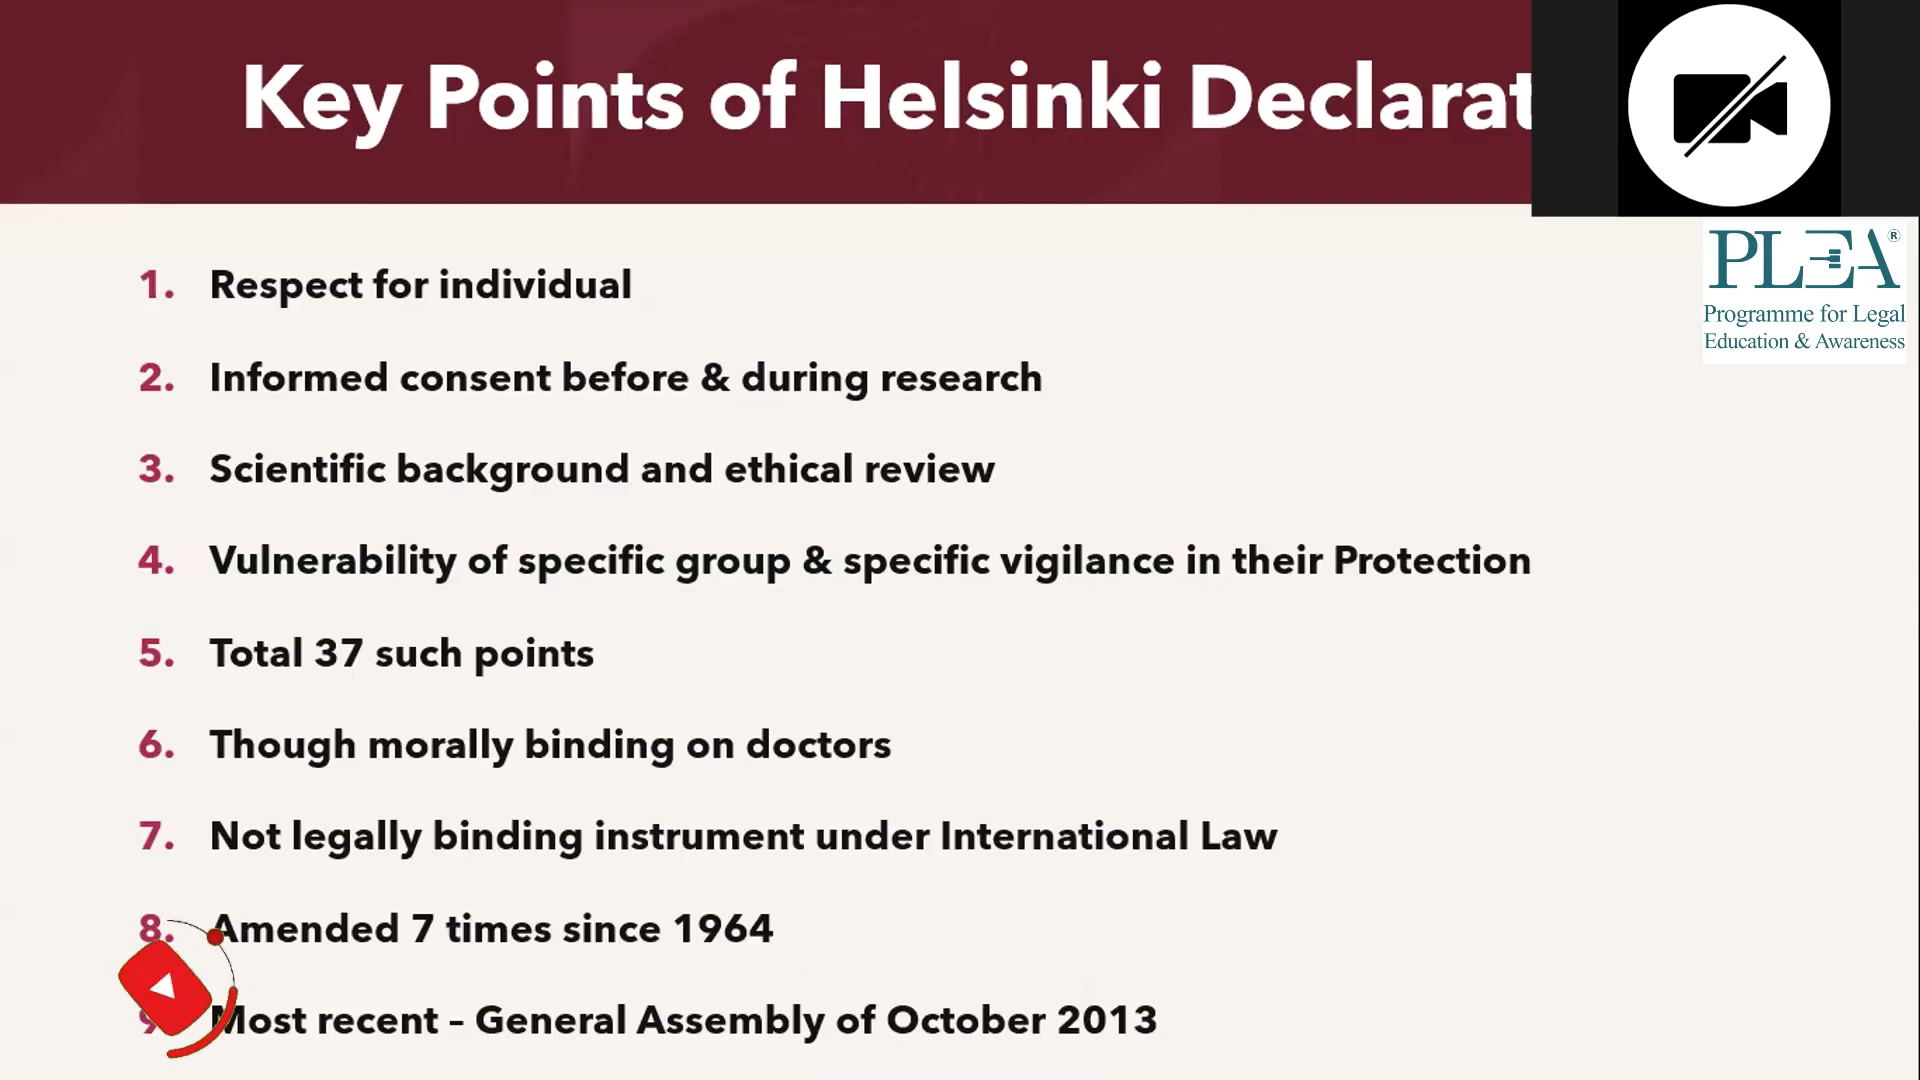 Key Points of Helsinki Declarat
PLEA®
Programme for Legal
Education & Awareness
1. Respect for individual
2. Informed consent before & during research
3. Scientific background and ethical review
4. Vulnerability of specific group & specific vigilance in their Protection
5. Total 37 such points
6. Though morally binding on doctors
7. Not legally binding instrument under International Law
8. Amended 7 times since 1964
9. Most recent – General Assembly of October 2013